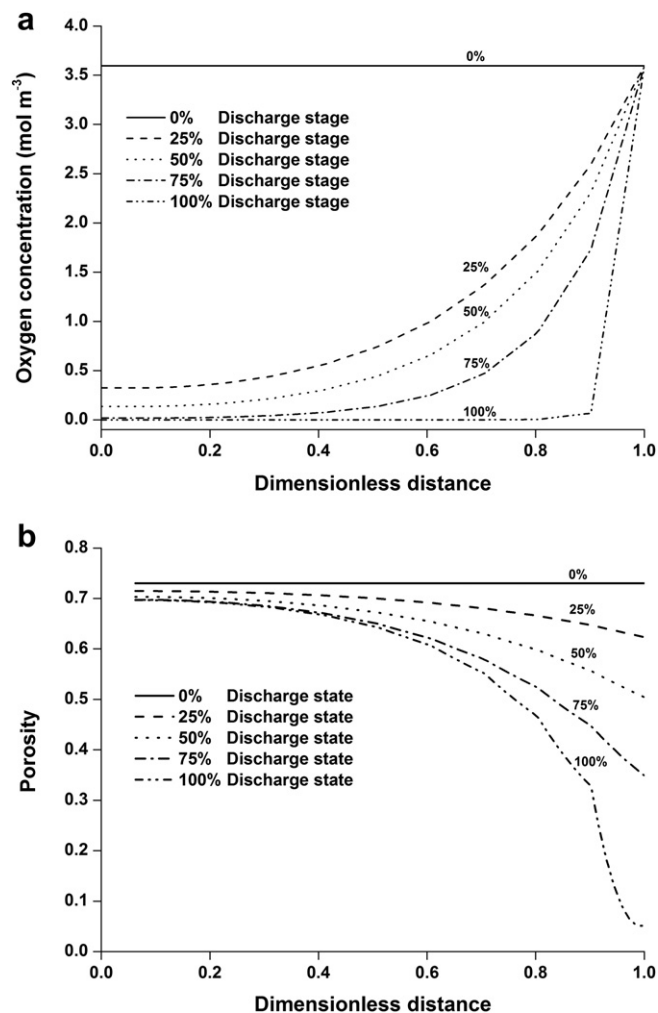 a
4.0
3.5
3.0
2.5
2.0
1.5
1.0
0.5
0.0
Oxygen concentration (mol m⁻³)
0%
0% Discharge stage
25% Discharge stage
50% Discharge stage
75% Discharge stage
100% Discharge stage
25%
50%
75%
100%
0.0 0.2 0.4 0.6 0.8 1.0
Dimensionless distance
b
0.8
0.7
0.6
0.5
0.4
0.3
0.2
0.1
0.0
Porosity
0%
25%
50%
75%
100%
0% Discharge state
25% Discharge state
50% Discharge state
75% Discharge state
100% Discharge state
0.0 0.2 0.4 0.6 0.8 1.0
Dimensionless distance